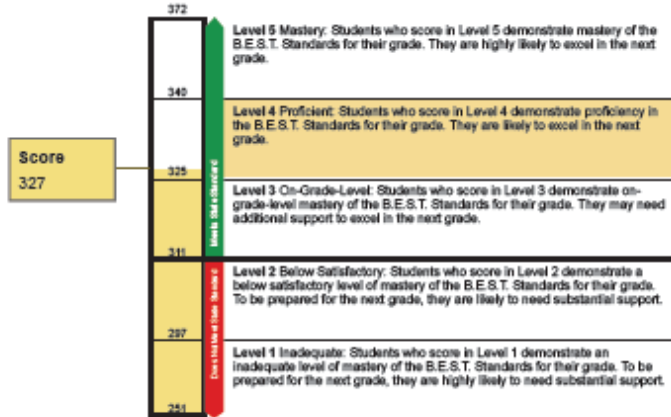 372
Level 5 Mastery: Students who score in Level 5 demonstrate mastery of
the B.E.S.T. Standards for their grade. They are highly likely to excel in the next
grade.
340
Level 4 Proficient: Students who score in Level 4 demonstrate proficiency in
the B.E.S.T. Standards for their grade. They are likely to excel in the next
grade.
Score
327
325
Level 3 On-Grade-Level: Students who score in Level 3 demonstrate on-
grade-level mastery of the B.E.S.T. Standards for their grade. They may need
additional support to excel in the next grade.
Meets State Standard
311
Level 2 Below Satisfactory: Students who score in Level 2 demonstrate a
below satisfactory level of mastery of the B.E.S.T. Standards for their grade.
To be prepared for the next grade, they are likely to need substantial support.
Does Not Meet State Standard
297
Level 1 Inadequate: Students who score in Level 1 demonstrate an
inadequate level of mastery of the B.E.S.T. Standards for their grade. To be
prepared for the next grade, they are highly likely to need substantial support.
251